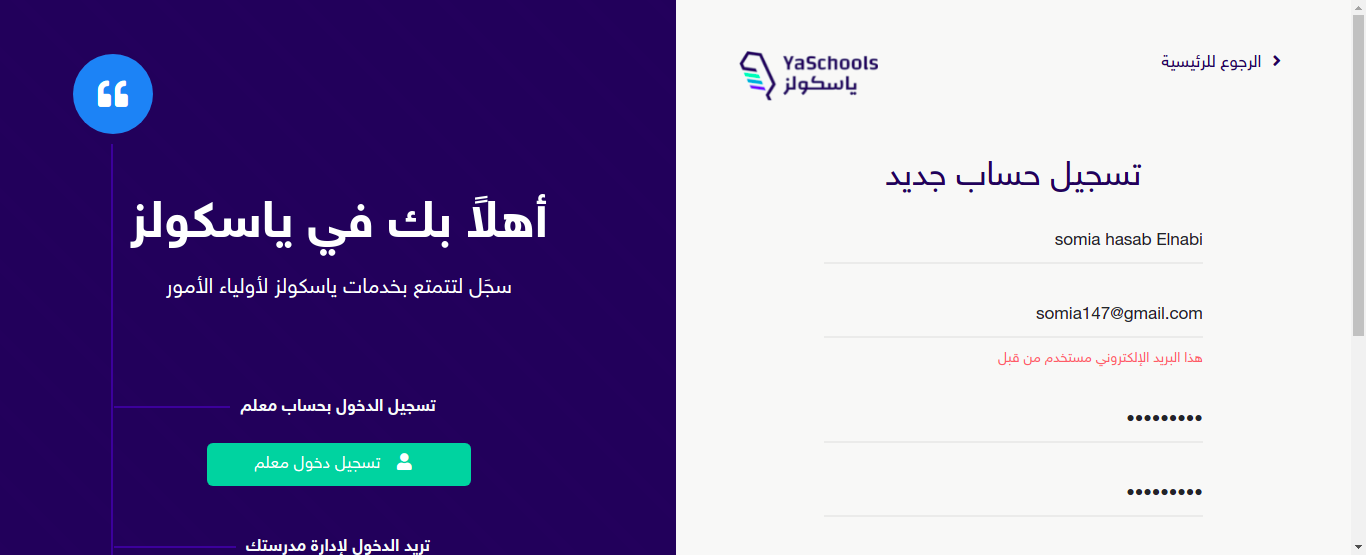 الرجوع للرئيسية
YaSchools
ياسكولز
تسجيل حساب جديد
somia hasab Elnabi
somia147@gmail.com
هذا البريد الإلكتروني مستخدم من قبل
•••••••••
•••••••••
أهلاً بك في ياسكولز
سجَل لتتمتع بخدمات ياسكولز لأولياء الأمور
تسجيل الدخول بحساب معلم
تسجيل دخول معلم
تريد الدخول لإدارة مدرستك